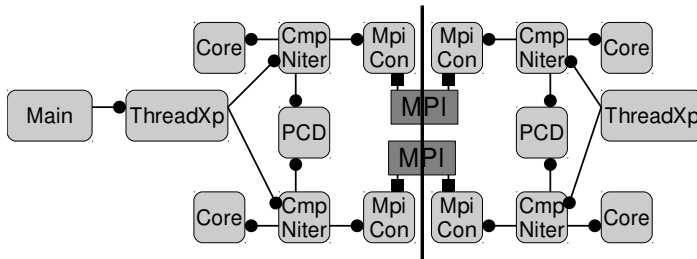 Core
Cmp
Niter
Mpi
Con
Mpi
Con
Cmp
Niter
Core
Main
ThreadXp
PCD
MPI
PCD
ThreadXp
MPI
Core
Cmp
Niter
Mpi
Con
Mpi
Con
Cmp
Niter
Core